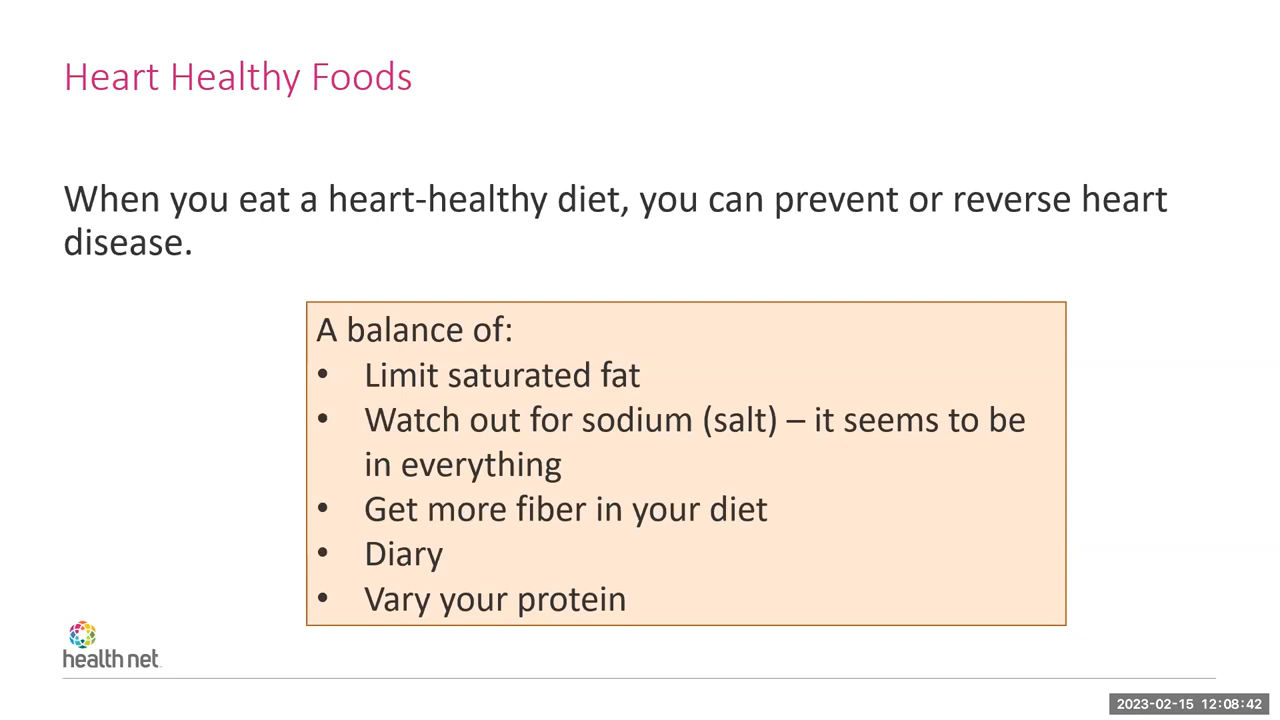 Heart Healthy Foods
When you eat a heart-healthy diet, you can prevent or reverse heart
disease.
A balance of:
• Limit saturated fat
• Watch out for sodium (salt) – it seems to be
in everything
• Get more fiber in your diet
• Diary
• Vary your protein
health net
2023-02-15 12:08:42